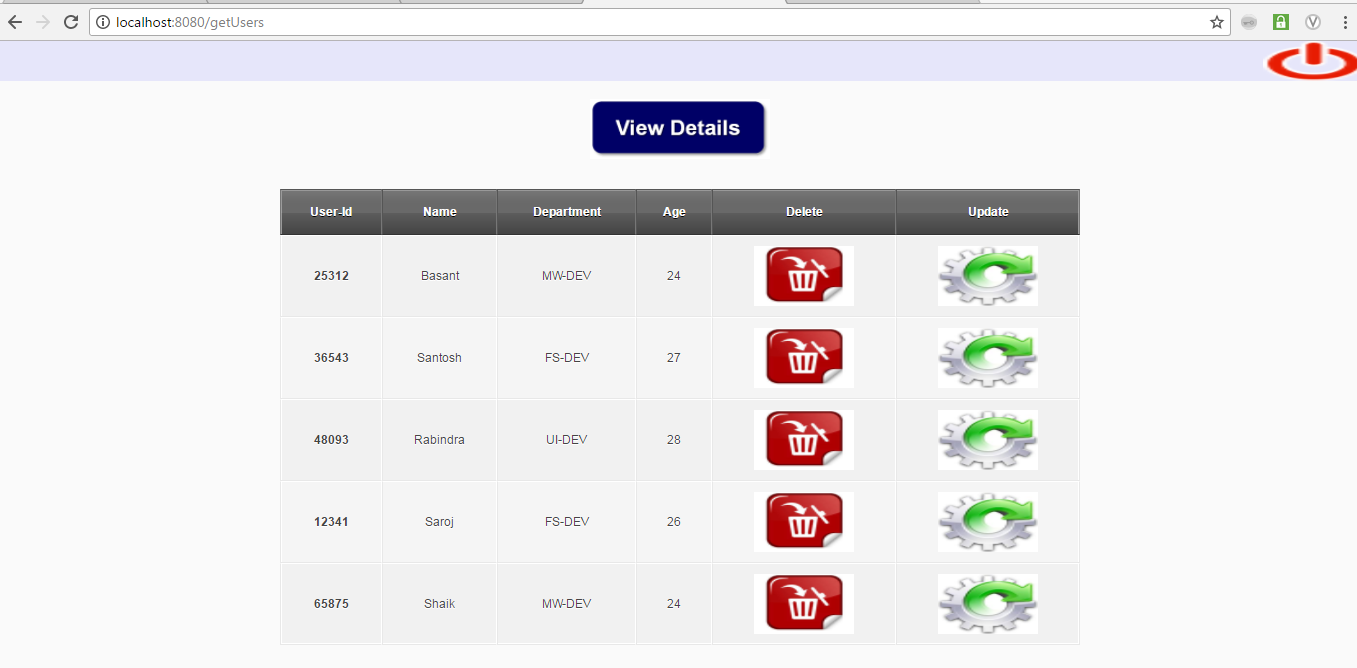 localhost:8080/getUsers
View Details
User-Id Name Department Age Delete Update
25312 Basant MW-DEV 24
36543 Santosh FS-DEV 27
48093 Rabindra UI-DEV 28
12341 Saroj FS-DEV 26
65875 Shaik MW-DEV 24